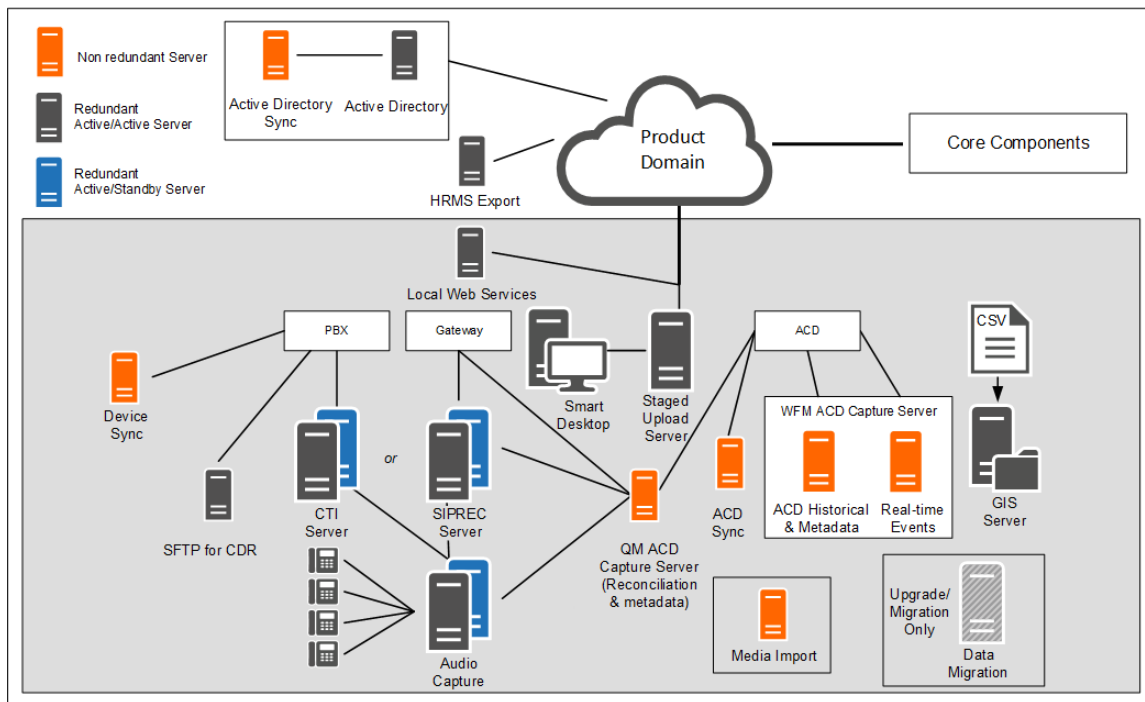 Non redundant Server
Redundant
Active/Active Server
Redundant
Active/Standby Server
Active Directory
Sync
Active Directory
HRMS Export
Product
Domain
Core Components
Local Web Services
PBX
Gateway
ACD
CSV
Device
Sync
SFTP for CDR
CTI
Server
or
SIPREC
Server
Smart
Desktop
Staged
Upload
Server
QM ACD
Capture Server
(Reconciliation
& metadata)
ACD
Sync
WFM ACD Capture Server
ACD Historical
& Metadata
Real-time
Events
GIS
Server
Audio
Capture
Media Import
Upgrade/
Migration
Only
Data
Migration